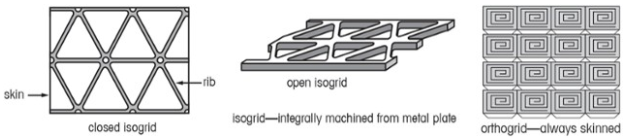 skin
rib
closed isogrid
open isogrid
isogrid—integrally machined from metal plate
orthogrid—always skinned